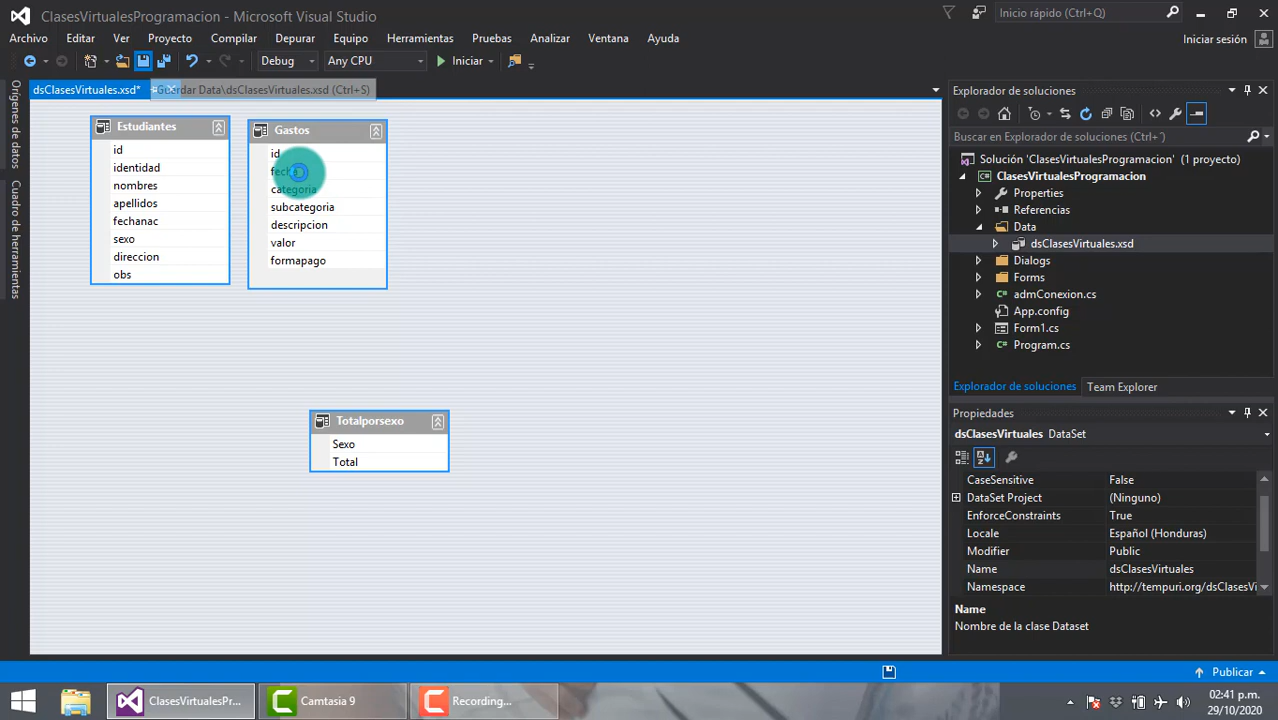 ClasesVirtualesProgramacion - Microsoft Visual Studio
Inicio rápido (Ctrl+Q)
Archivo Editar Ver Proyecto Compilar Depurar Equipo Herramientas Pruebas Analizar Ventana Ayuda
Iniciar sesión
Debug Any CPU Iniciar
dsClasesVirtuales.xsd*
Guardar Data\dsClasesVirtuales.xsd (Ctrl+S)
Orígenes de datos
Cuadro de herramientas
Estudiantes
id
identidad
nombres
apellidos
fechanac
sexo
direccion
obs
Gastos
id
fecha
categoria
subcategoria
descripcion
valor
formapago
Totalporsexo
Sexo
Total
Explorador de soluciones
Buscar en Explorador de soluciones (Ctrl+´)
Solución 'ClasesVirtualesProgramacion' (1 proyecto)
ClasesVirtualesProgramacion
Properties
Referencias
Data
dsClasesVirtuales.xsd
Dialogs
Forms
admConexion.cs
App.config
Form1.cs
Program.cs
Explorador de soluciones Team Explorer
Propiedades
dsClasesVirtuales DataSet
CaseSensitive False
DataSet Project (Ninguno)
EnforceConstraints True
Locale Español (Honduras)
Modifier Public
Name dsClasesVirtuales
Namespace http://tempuri.org/dsClasesVi
Name
Nombre de la clase Dataset
Publicar
ClasesVirtualesPr...
Camtasia 9
Recording...
02:41 p.m.
29/10/2020